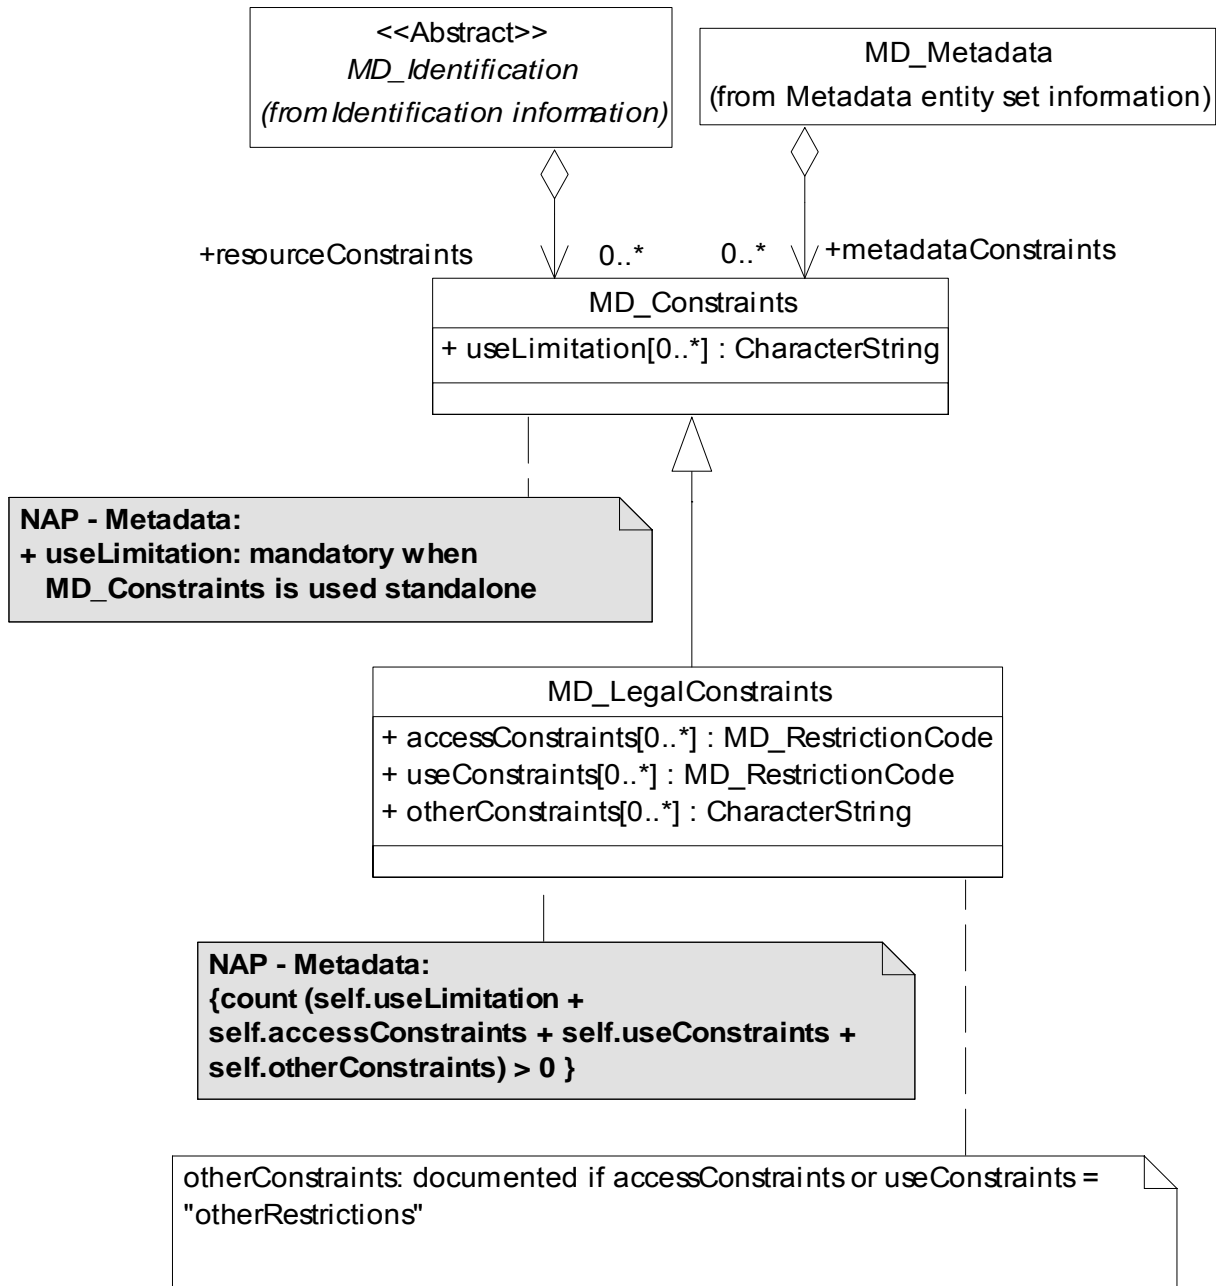 <<Abstract>>
MD_Identification
(from Identification information)
MD_Metadata
(from Metadata entity set information)
+resourceConstraints
0..*
0..*
+metadataConstraints
MD_Constraints
+ useLimitation[0..*] : CharacterString
NAP - Metadata:
+ useLimitation: mandatory when
MD_Constraints is used standalone
MD_LegalConstraints
+ accessConstraints[0..*] : MD_RestrictionCode
+ useConstraints[0..*] : MD_RestrictionCode
+ otherConstraints[0..*] : CharacterString
NAP - Metadata:
{count (self.useLimitation +
self.accessConstraints + self.useConstraints +
self.otherConstraints) > 0 }
otherConstraints: documented if accessConstraints or useConstraints =
"otherRestrictions"